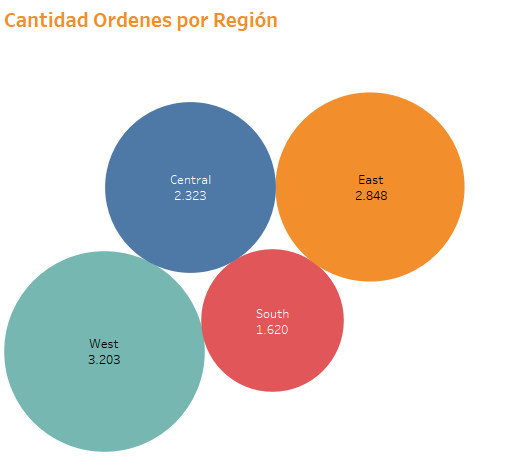 Cantidad Ordenes por Región
Central
2.323
East
2.848
South
1.620
West
3.203